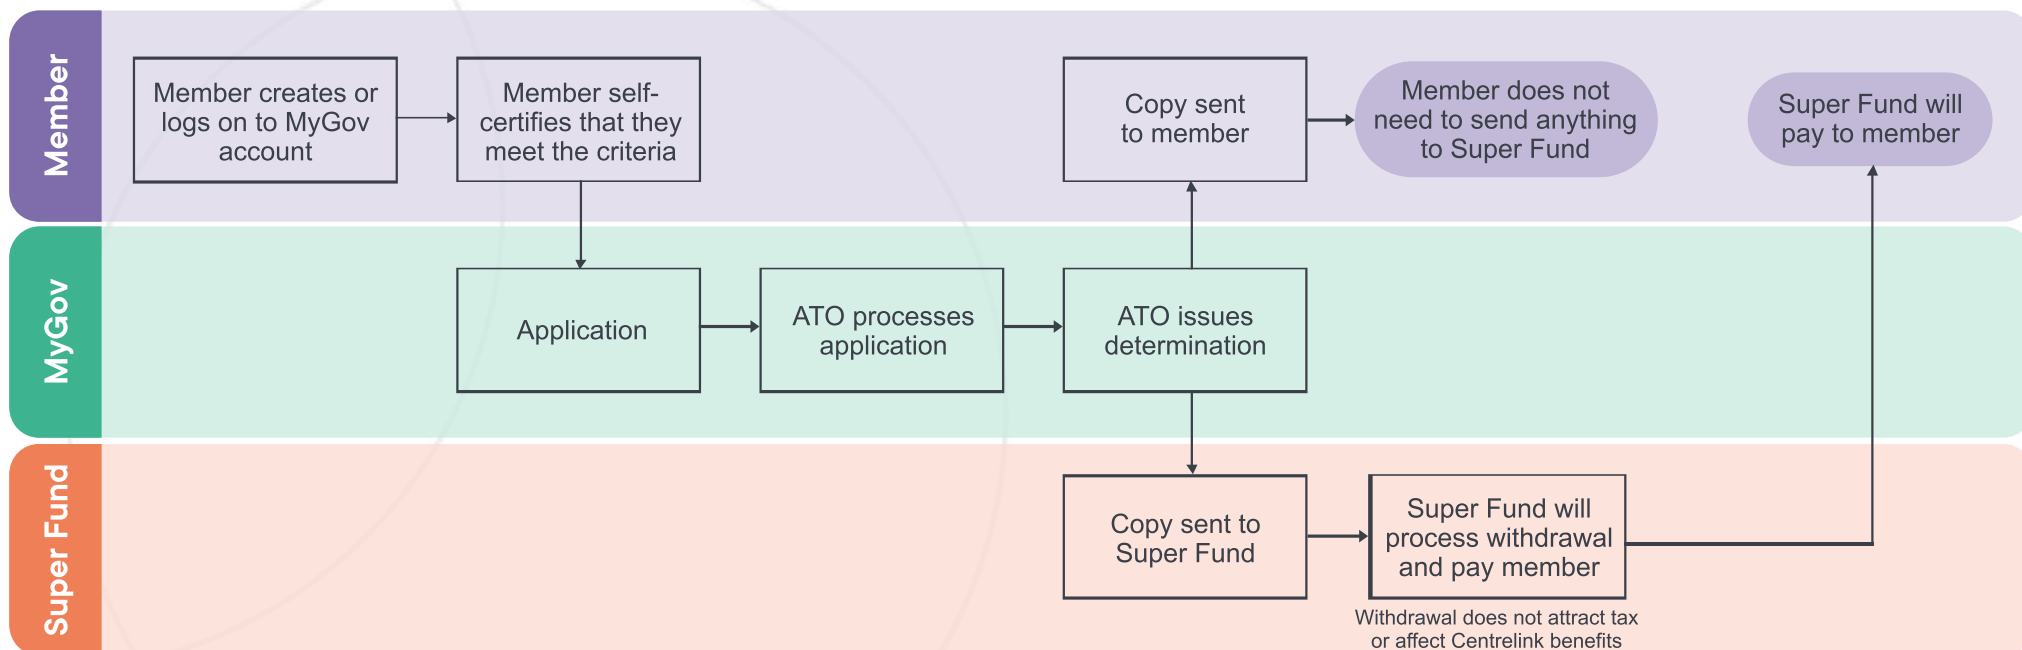 Member
Member creates or
logs on to MyGov
account
Member self-
certifies that they
meet the criteria
Copy sent
to member
Member does not
need to send anything
to Super Fund
Super Fund will
pay to member
MyGov
Application
ATO processes
application
ATO issues
determination
Super Fund
Copy sent to
Super Fund
Super Fund will
process withdrawal
and pay member
Withdrawal does not attract tax
or affect Centrelink benefits